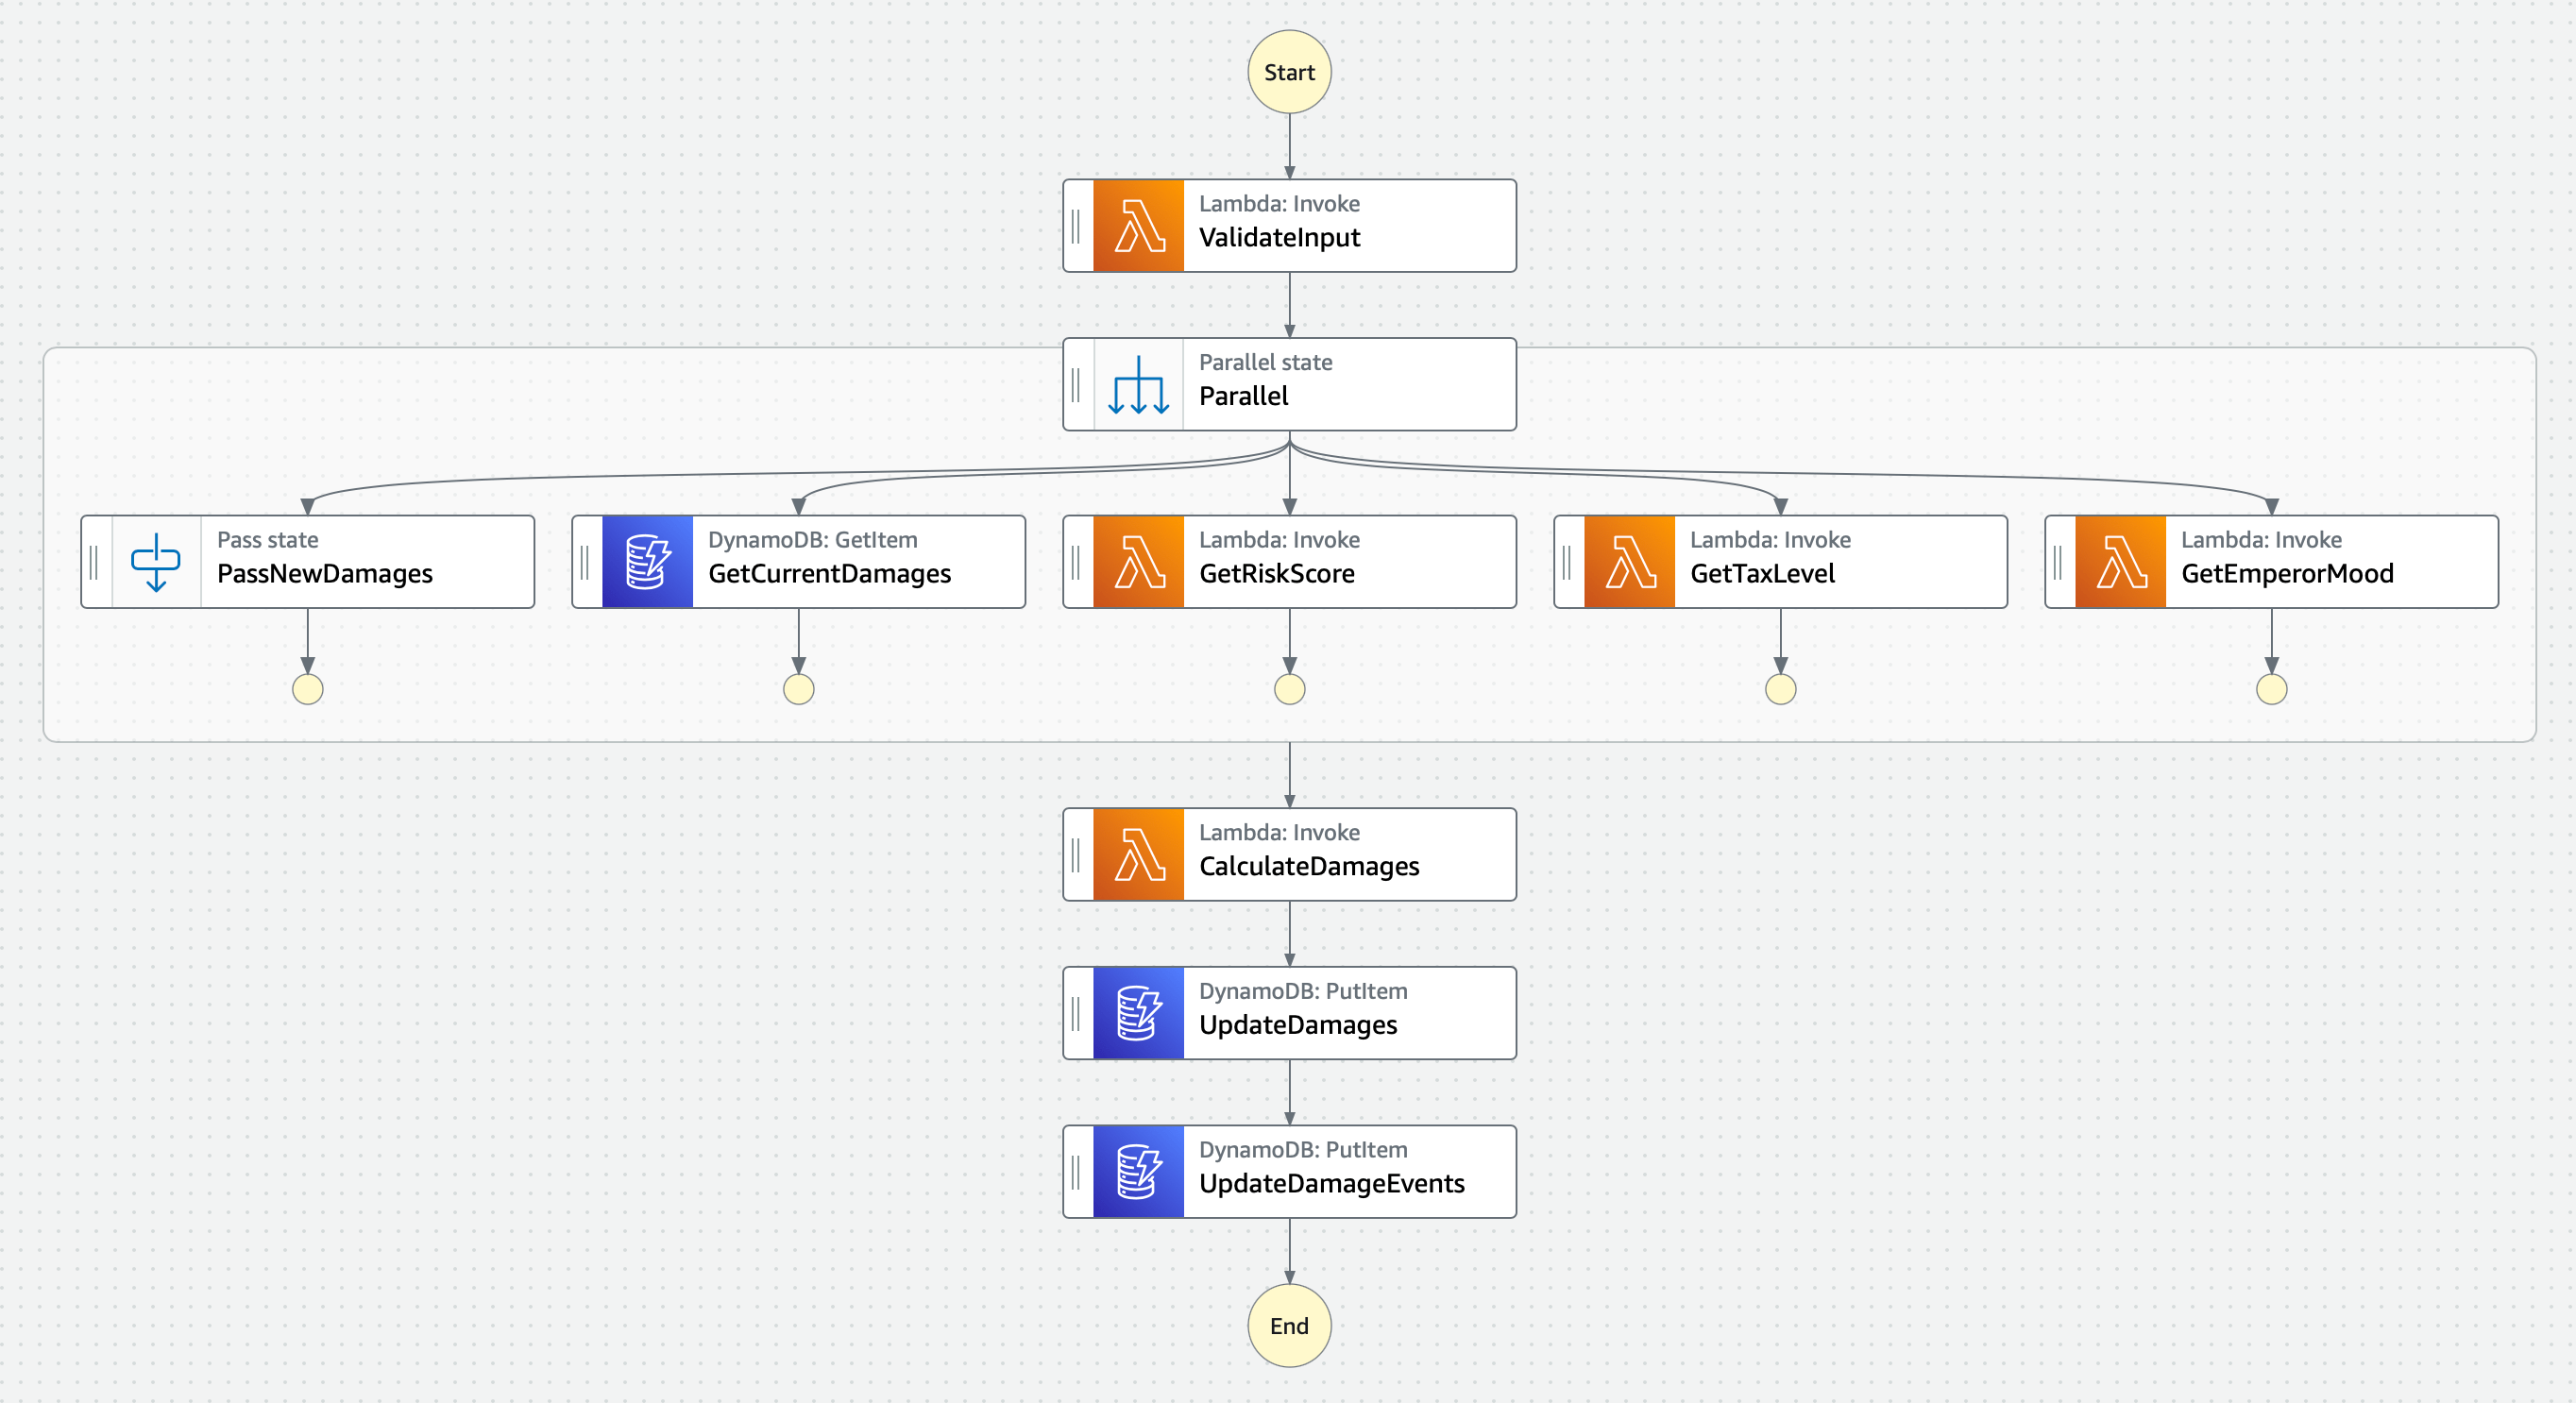 Start
Lambda: Invoke
ValidateInput
Parallel state
Parallel
Pass state
PassNewDamages
DynamoDB: GetItem
GetCurrentDamages
Lambda: Invoke
GetRiskScore
Lambda: Invoke
GetTaxLevel
Lambda: Invoke
GetEmperorMood
Lambda: Invoke
CalculateDamages
DynamoDB: PutItem
UpdateDamages
DynamoDB: PutItem
UpdateDamageEvents
End